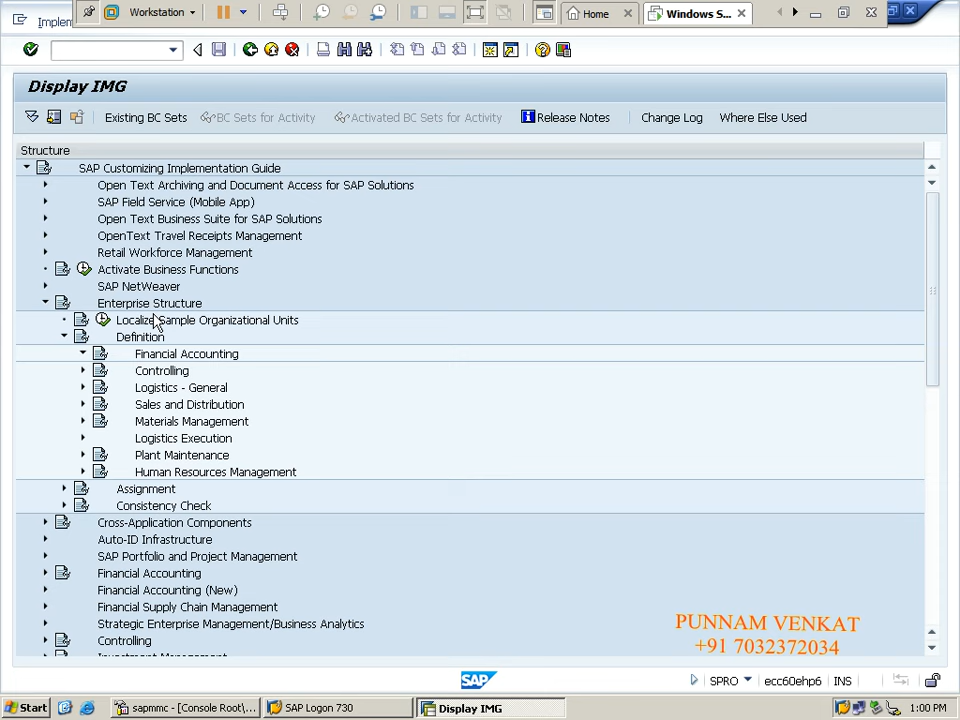 Workstation
Home
Windows S...
Implem
Display IMG
Existing BC Sets
BC Sets for Activity
Activated BC Sets for Activity
Release Notes
Change Log
Where Else Used
Structure
SAP Customizing Implementation Guide
Open Text Archiving and Document Access for SAP Solutions
SAP Field Service (Mobile App)
Open Text Business Suite for SAP Solutions
OpenText Travel Receipts Management
Retail Workforce Management
Activate Business Functions
SAP NetWeaver
Enterprise Structure
Localize Sample Organizational Units
Definition
Financial Accounting
Controlling
Logistics - General
Sales and Distribution
Materials Management
Logistics Execution
Plant Maintenance
Human Resources Management
Assignment
Consistency Check
Cross-Application Components
Auto-ID Infrastructure
SAP Portfolio and Project Management
Financial Accounting
Financial Accounting (New)
Financial Supply Chain Management
Strategic Enterprise Management/Business Analytics
Controlling
PUNNAM VENKAT
+91 7032372034
SAP
SPRO
ecc60ehp6
INS
Start
sapmmc - [Console Root\...
SAP Logon 730
Display IMG
1:00 PM